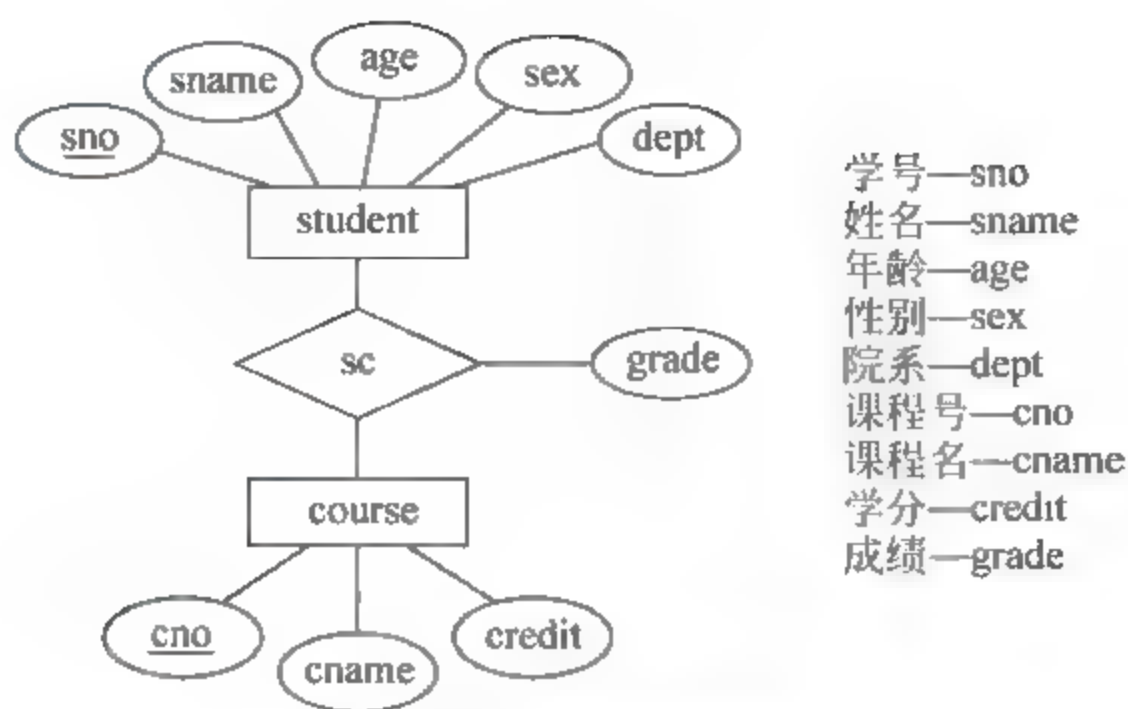 age
sname
sex
sno
dept
student
sc
grade
course
cno
credit
cname
学号—sno
姓名—sname
年龄—age
性别—sex
院系—dept
课程号—cno
课程名—cname
学分—credit
成绩—grade